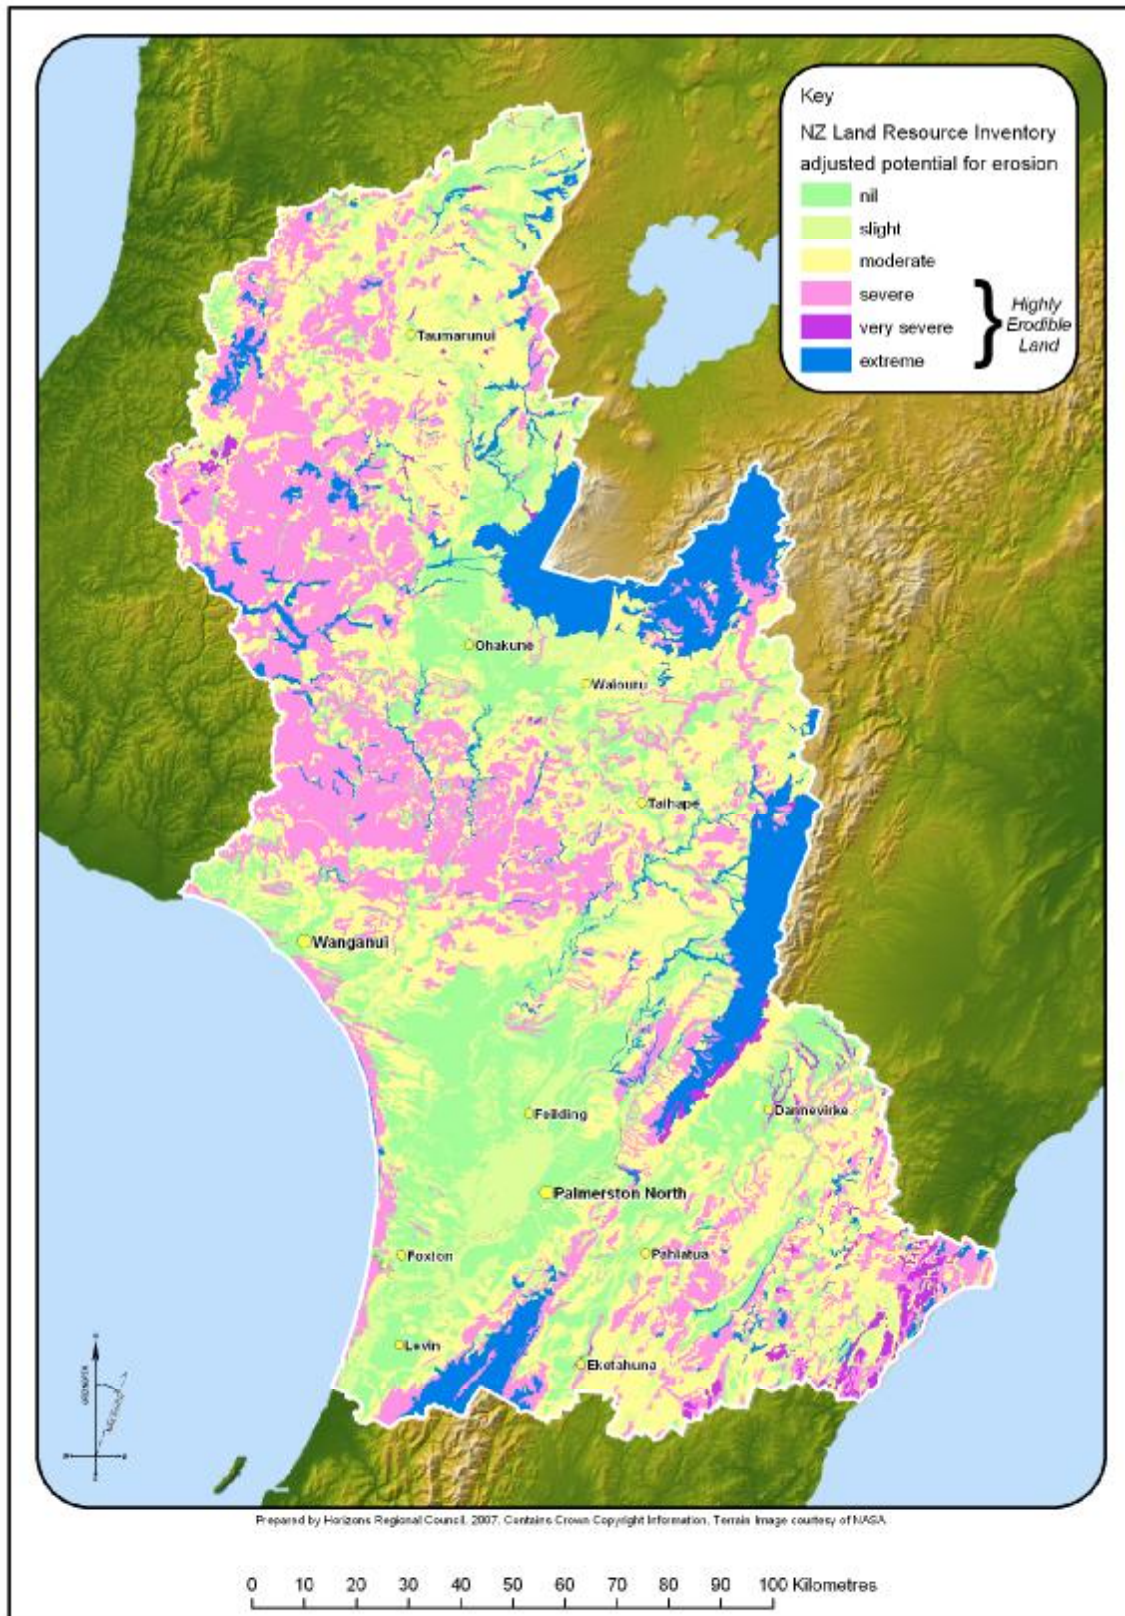 Key
NZ Land Resource Inventory
adjusted potential for erosion
nil
slight
moderate
severe
very severe
extreme
Highly
Erodible
Land
Taumarunui
Ohakune
Waiouru
Taihape
Wanganui
Feilding
Dannevirke
Palmerston North
Foxton
Pahiatua
Levin
Eketahuna
Prepared by Horizons Regional Council, 2007. Contains Crown Copyright Information. Terrain Image courtesy of NASA
0 10 20 30 40 50 60 70 80 90 100 Kilometres